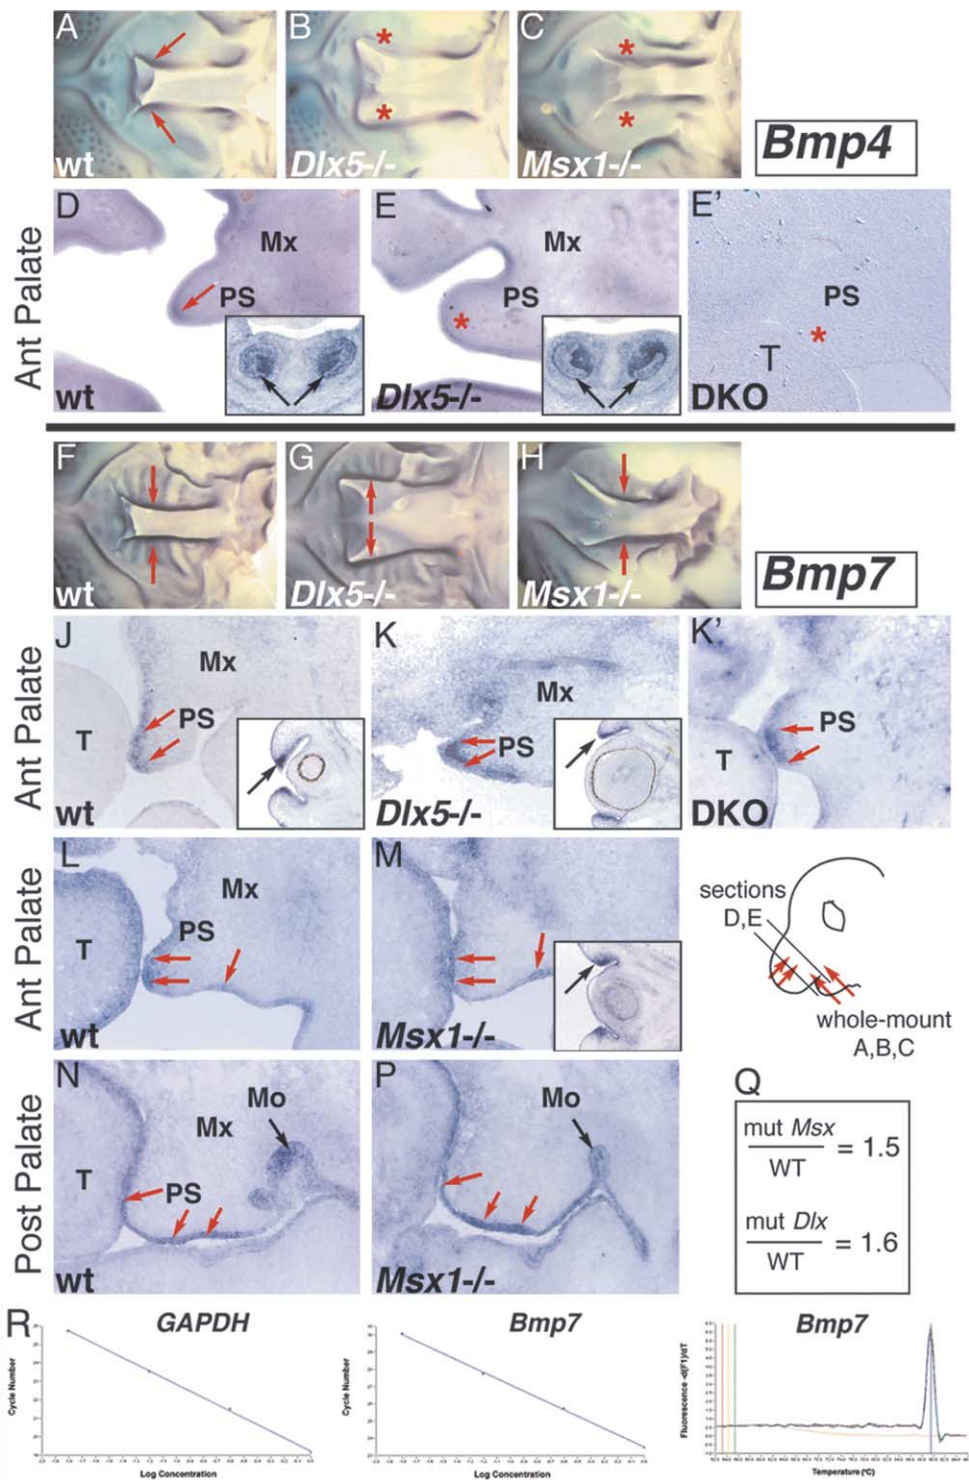 A
B
C
wt
Dlx5-/-
Msx1-/-
Bmp4
Ant Palate
D
Mx
PS
wt
E
Mx
PS
Dlx5-/-
E’
PS
T
DKO
F
G
H
wt
Dlx5-/-
Msx1-/-
Bmp7
Ant Palate
J
Mx
PS
T
wt
K
Mx
PS
Dlx5-/-
K’
PS
T
DKO
Ant Palate
L
Mx
T
PS
wt
M
Msx1-/-
sections
D,E
whole-mount
A,B,C
Post Palate
N
Mo
Mx
T
PS
wt
P
Mo
Msx1-/-
Q
mut Msx
WT
= 1.5
mut Dlx
WT
= 1.6
R
GAPDH
Cycle Number
Log Concentration
Bmp7
Cycle Number
Log Concentration
Bmp7
Fluorescence -d(F1)/dT
Temperature (°C)